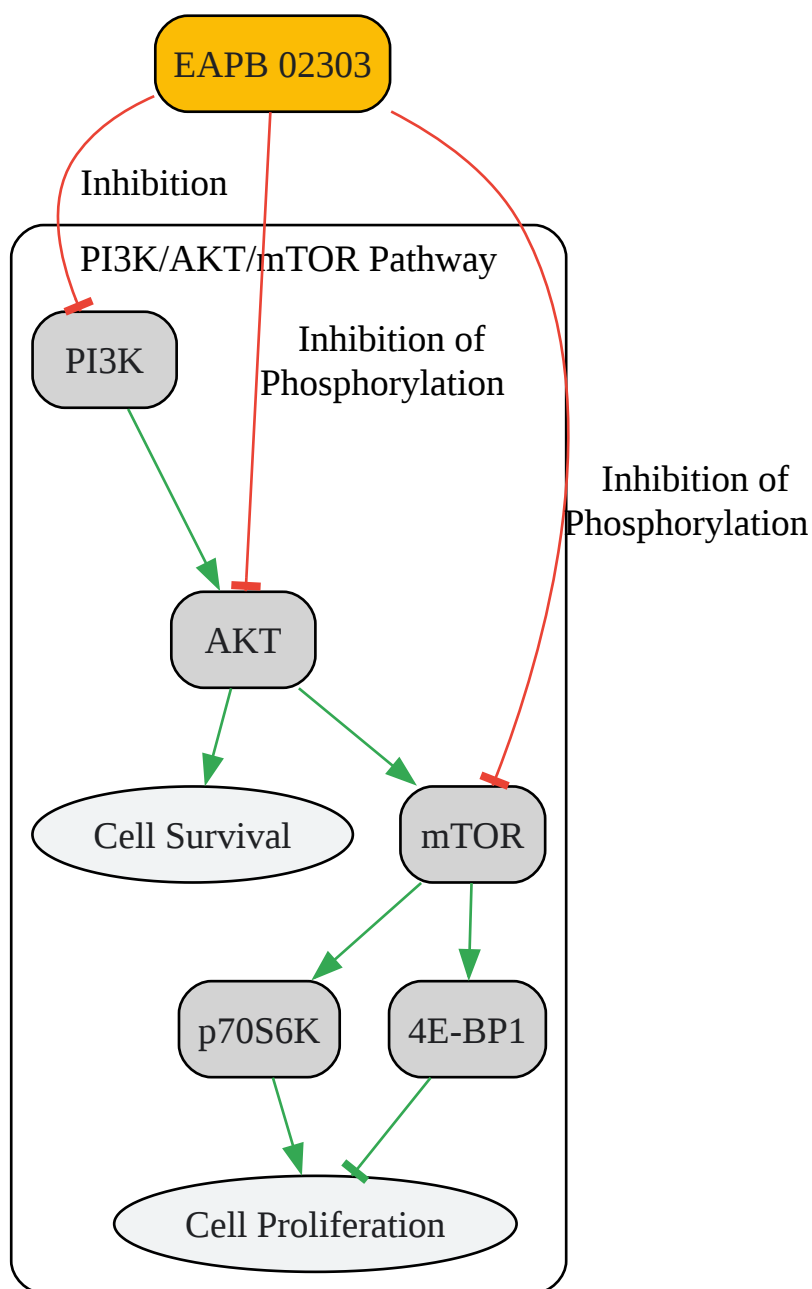 EAPB 02303
Inhibition
PI3K/AKT/mTOR Pathway
Inhibition of
Phosphorylation
PI3K
Inhibition of
Phosphorylation
AKT
Cell Survival
mTOR
p70S6K
4E-BP1
Cell Proliferation